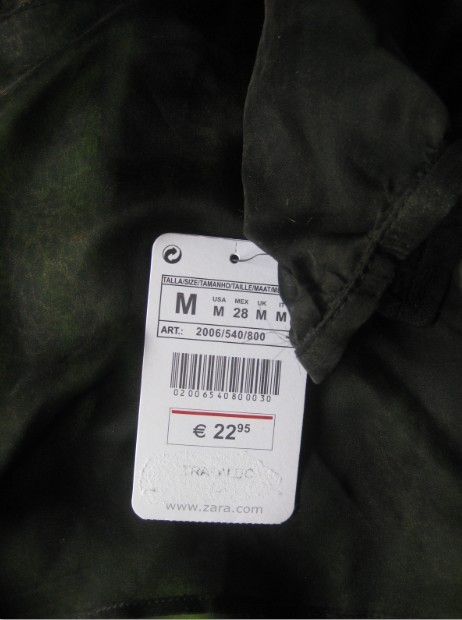 TALLA/SIZE/TAMANHO/TAILLE/MAAT/
M
USA MEX UK IT
M 28 M M
ART.: 2006/540/800
02006540800030
€ 22⁹⁵
www.zara.com